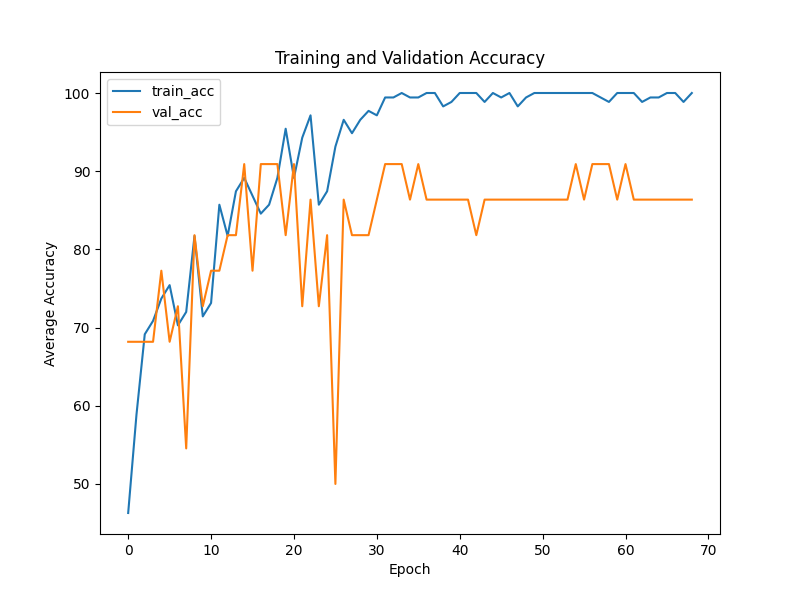 Training and Validation Accuracy
train_acc
val_acc
100
90
80
70
60
50
Average Accuracy
0 10 20 30 40 50 60 70
Epoch